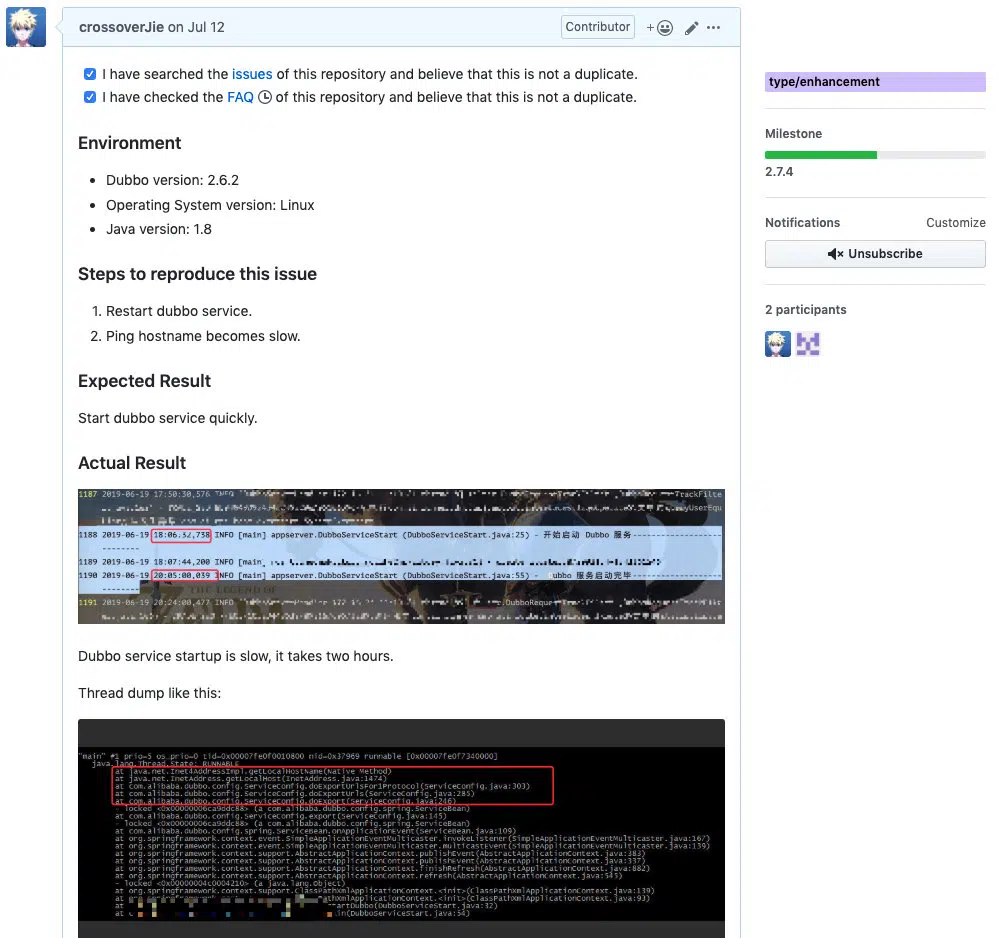 crossoverJie on Jul 12
Contributor
I have searched the issues of this repository and believe that this is not a duplicate.
I have checked the FAQ of this repository and believe that this is not a duplicate.
Environment
• Dubbo version: 2.6.2
• Operating System version: Linux
• Java version: 1.8
Steps to reproduce this issue
1. Restart dubbo service.
2. Ping hostname becomes slow.
Expected Result
Start dubbo service quickly.
Actual Result
1187 2019-06-19 17:50:30,576 INFO TrackFilte
1188 2019-06-19 18:06:32,738 INFO [main] appserver.DubboServiceStart (DubboServiceStart.java:25) - 开始启动 Dubbo 服务------------------
--------
1189 2019-06-19 18:07:44,200 INFO [main]
1190 2019-06-19 20:05:00,039 INFO [main] appserver.DubboServiceStart (DubboServiceStart.java:55) - Dubbo 服务启动完毕------------------
--------
1191 2019-06-19 20:24:00,477 INFO
Dubbo service startup is slow, it takes two hours.
Thread dump like this:
"main" #1 prio=5 os_prio=0 tid=0x00007fe0f0010800 nid=0x37969 runnable [0x00007fe0f7340000]
java.lang.Thread.State: RUNNABLE
at java.net.Inet4AddressImpl.getLocalHostName(Native Method)
at java.net.InetAddress.getLocalHost(InetAddress.java:1474)
at com.alibaba.dubbo.config.ServiceConfig.doExportUrlsFor1Protocol(ServiceConfig.java:303)
at com.alibaba.dubbo.config.ServiceConfig.doExportUrls(ServiceConfig.java:285)
at com.alibaba.dubbo.config.ServiceConfig.doExport(ServiceConfig.java:246)
- locked <0x00000006ca9ddc88> (a com.alibaba.dubbo.config.spring.ServiceBean)
at com.alibaba.dubbo.config.ServiceConfig.export(ServiceConfig.java:145)
- locked <0x00000006ca9ddc88> (a com.alibaba.dubbo.config.spring.ServiceBean)
at com.alibaba.dubbo.config.spring.ServiceBean.onApplicationEvent(ServiceBean.java:109)
at org.springframework.context.event.SimpleApplicationEventMulticaster.invokeListener(SimpleApplicationEventMulticaster.java:167)
at org.springframework.context.event.SimpleApplicationEventMulticaster.multicastEvent(SimpleApplicationEventMulticaster.java:139)
at org.springframework.context.support.AbstractApplicationContext.publishEvent(AbstractApplicationContext.java:383)
at org.springframework.context.support.AbstractApplicationContext.publishEvent(AbstractApplicationContext.java:337)
at org.springframework.context.support.AbstractApplicationContext.finishRefresh(AbstractApplicationContext.java:882)
at org.springframework.context.support.AbstractApplicationContext.refresh(AbstractApplicationContext.java:545)
- locked <0x00000004c0004210> (a java.lang.Object)
at org.springframework.context.support.ClassPathXmlApplicationContext.<init>(ClassPathXmlApplicationContext.java:139)
at org.springframework.context.support.ClassPathXmlApplicationContext.<init>(ClassPathXmlApplicationContext.java:93)
(DubboServiceStart.java:32)
(DubboServiceStart.java:54)
type/enhancement
Milestone
2.7.4
Notifications
Customize
Unsubscribe
2 participants